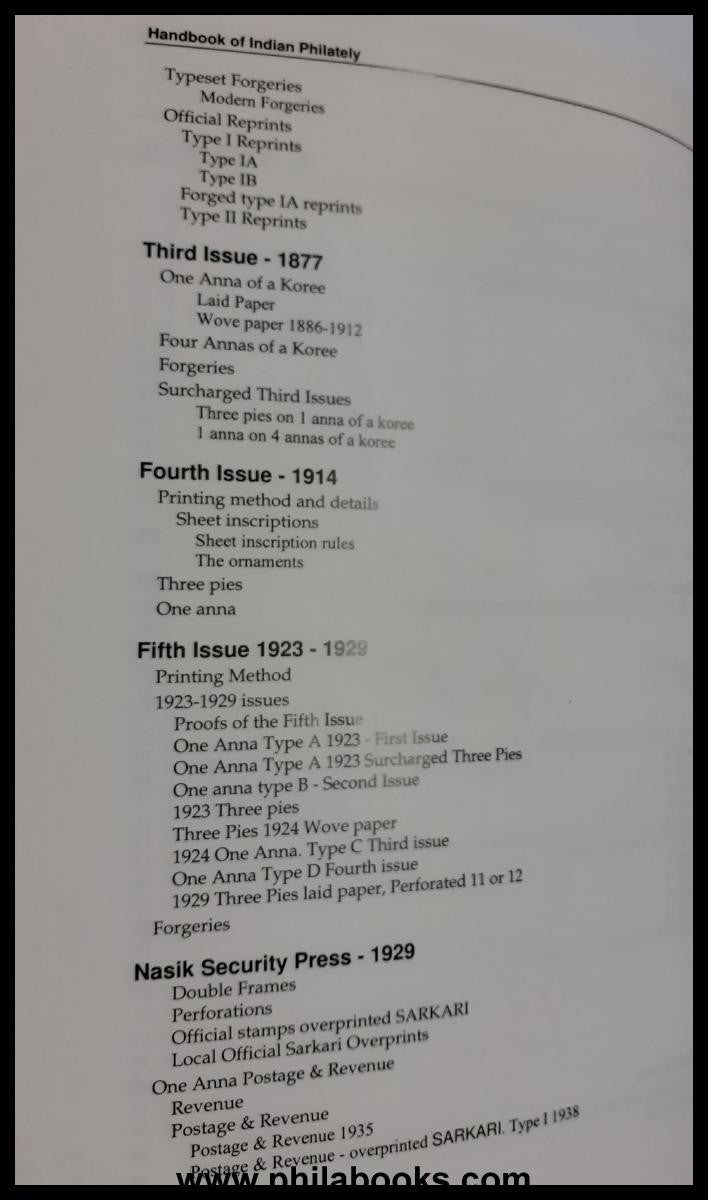 Handbook of Indian Philately
Typeset Forgeries
Modern Forgeries
Official Reprints
Type I Reprints
Type IA
Type IB
Forged type IA reprints
Type II Reprints
Third Issue - 1877
One Anna of a Koree
Laid Paper
Wove paper 1886-1912
Four Annas of a Koree
Forgeries
Surcharged Third Issues
Three pies on 1 anna of a koree
1 anna on 4 annas of a koree
Fourth Issue - 1914
Printing method and details
Sheet inscriptions
Sheet inscription rules
The ornaments
Three pies
One anna
Fifth Issue 1923 - 1929
Printing Method
1923-1929 issues
Proofs of the Fifth Issue
One Anna Type A 1923 - First Issue
One Anna Type A 1923 Surcharged Three Pies
One anna type B - Second Issue
1923 Three pies
Three Pies 1924 Wove paper
1924 One Anna. Type C Third issue
One Anna Type D Fourth issue
1929 Three Pies laid paper, Perforated 11 or 12
Forgeries
Nasik Security Press - 1929
Double Frames
Perforations
Official stamps overprinted SARKARI
Local Official Sarkari Overprints
One Anna Postage & Revenue
Revenue
Postage & Revenue
Postage & Revenue 1935
Postage & Revenue - overprinted SARKARI. Type I 1938
www.philabooks.com